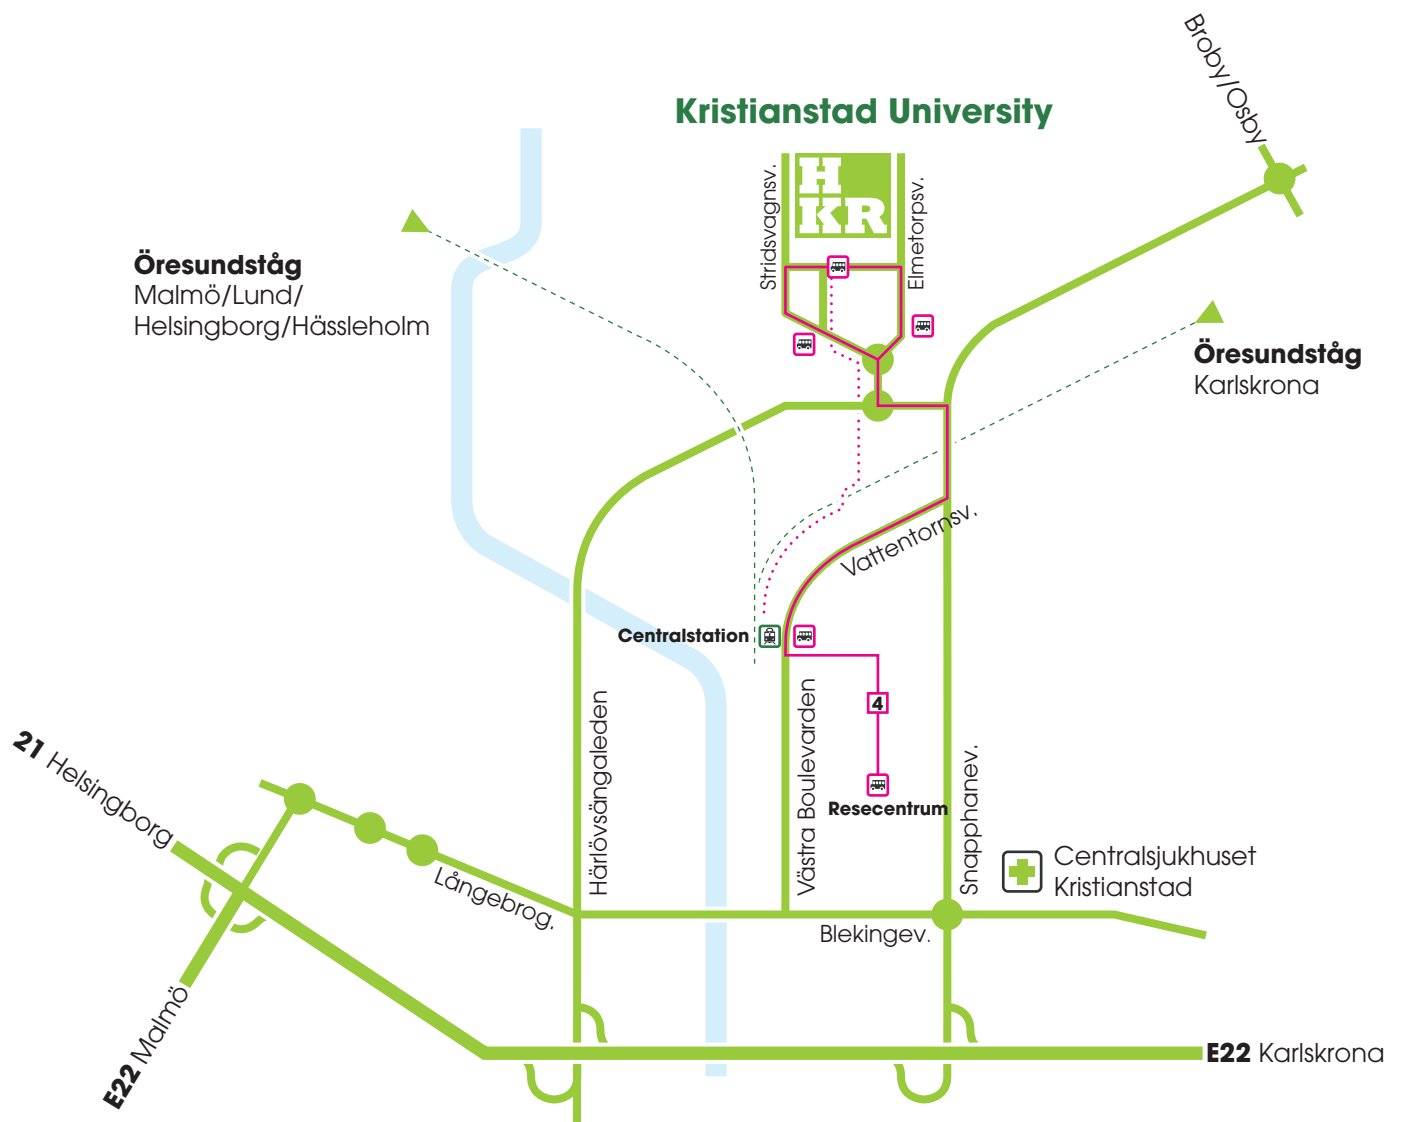 Broby/Osby
Kristianstad University
H
KR
Stridsvagnsv.
Elmetorpsv.
Öresundståg
Malmö/Lund/
Helsingborg/Hässleholm
Öresundståg
Karlskrona
Vattentornsv.
Centralstation
4
Resecentrum
Härlövsängaleden
Västra Boulevarden
Snapphanev.
21 Helsingborg
Långebrog.
Centralsjukhuset
Kristianstad
Blekingev.
E22 Malmö
E22 Karlskrona